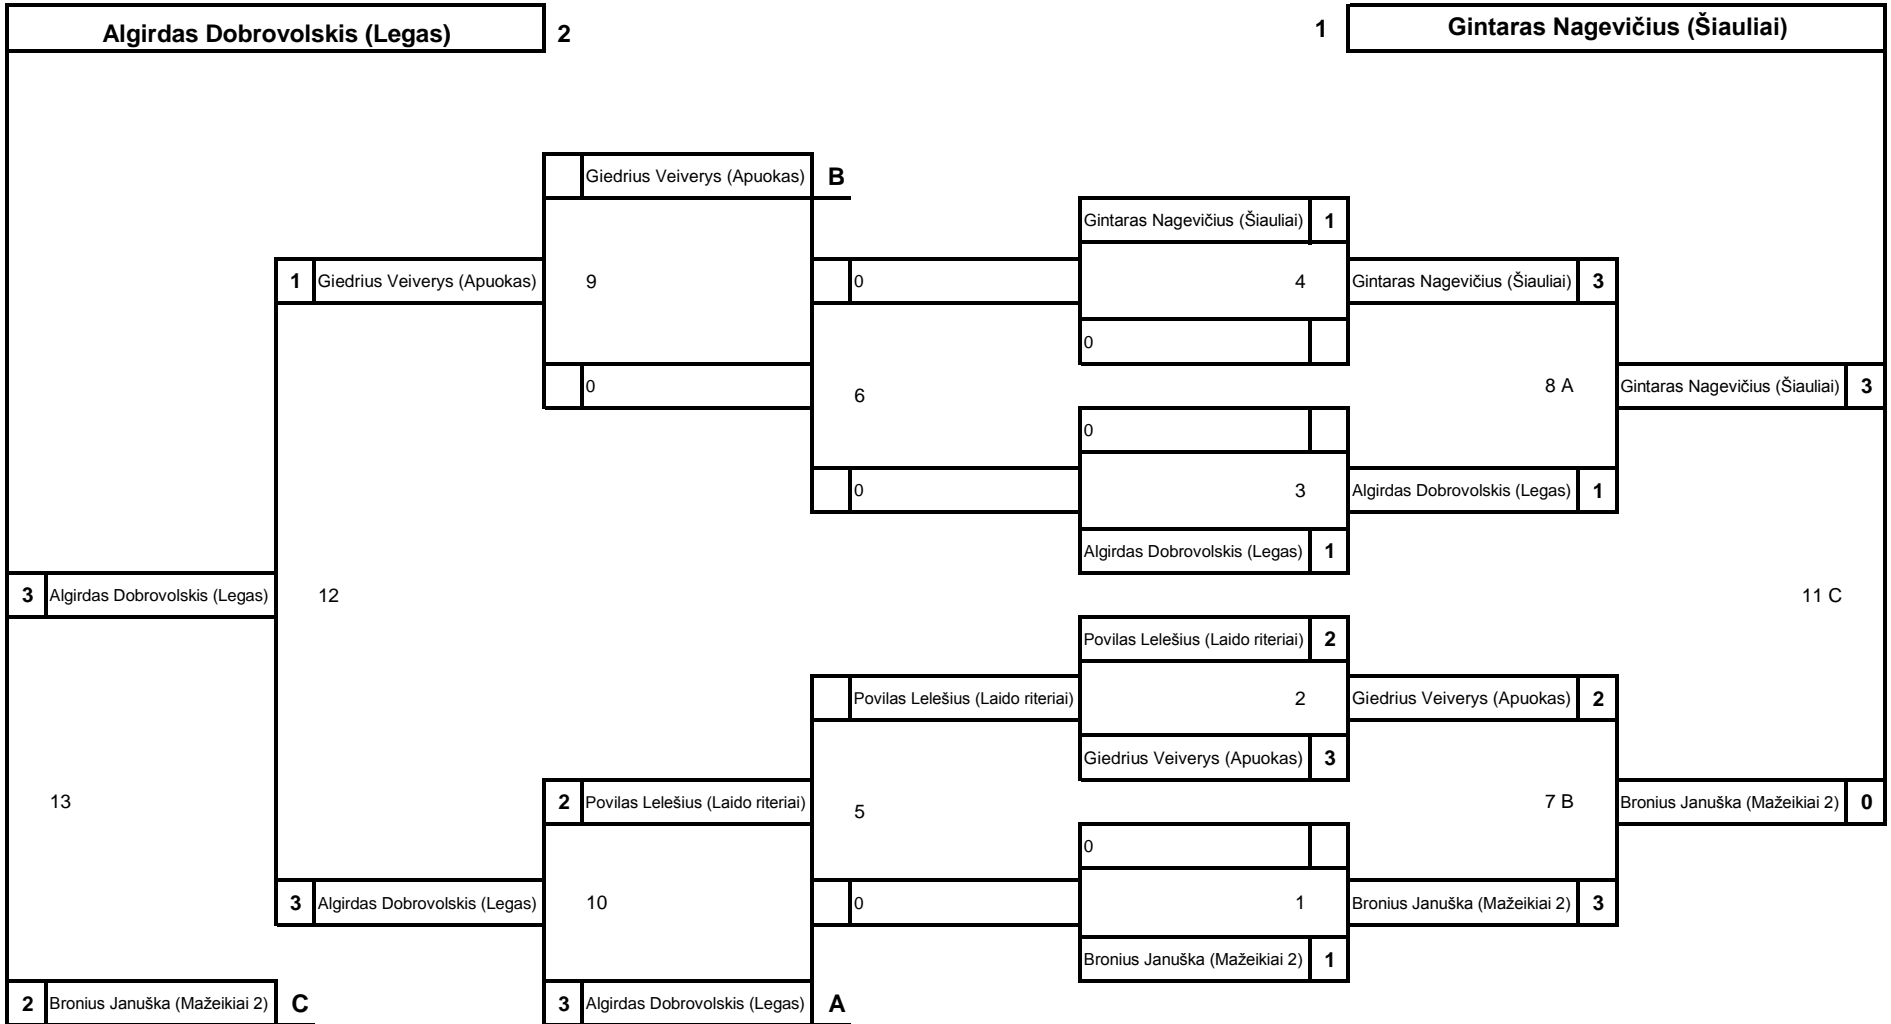 Algirdas Dobrovolskis (Legas) 2 1 Gintaras Nagevičius (Šiauliai)
Giedrius Veiverys (Apuokas) B
Gintaras Nagevičius (Šiauliai) 1
1 Giedrius Veiverys (Apuokas) 9 0 4 Gintaras Nagevičius (Šiauliai) 3
0
0 6 8 A Gintaras Nagevičius (Šiauliai) 3
0
0 3 Algirdas Dobrovolskis (Legas) 1
Algirdas Dobrovolskis (Legas) 1
3 Algirdas Dobrovolskis (Legas) 12 11 C
Povilas Lelešius (Laido riteriai) 2
Povilas Lelešius (Laido riteriai) 2 Giedrius Veiverys (Apuokas) 2
Giedrius Veiverys (Apuokas) 3
13 2 Povilas Lelešius (Laido riteriai) 5 7 B Bronius Januška (Mažeikiai 2) 0
0
3 Algirdas Dobrovolskis (Legas) 10 0 1 Bronius Januška (Mažeikiai 2) 3
Bronius Januška (Mažeikiai 2) 1
2 Bronius Januška (Mažeikiai 2) C 3 Algirdas Dobrovolskis (Legas) A